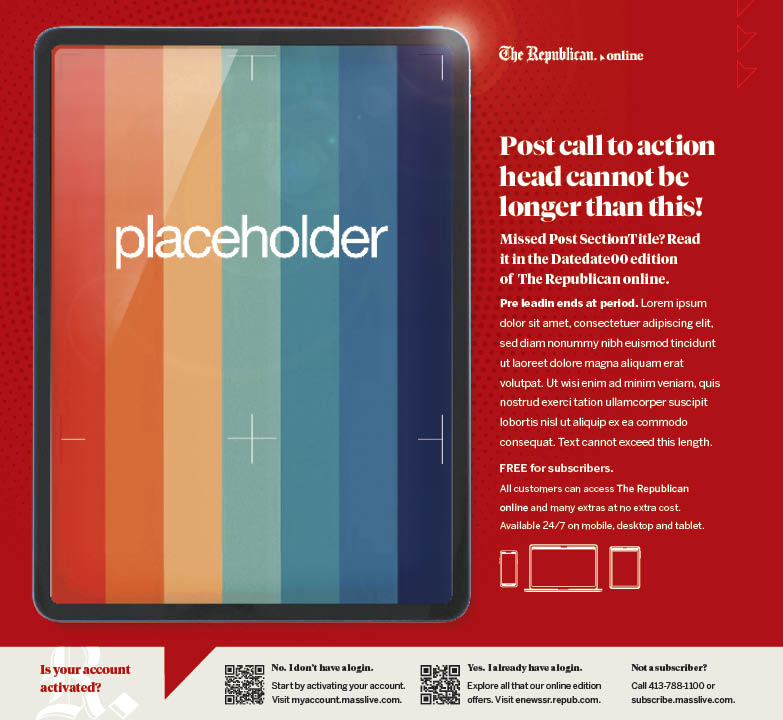 The Republican. online
placeholder
Post call to action
head cannot be
longer than this!
Missed Post SectionTitle? Read
it in the Datedate00 edition
of The Republican online.
Pre leadin ends at period. Lorem ipsum
dolor sit amet, consectetuer adipiscing elit,
sed diam nonummy nibh euismod tincidunt
ut laoreet dolore magna aliquam erat
volutpat. Ut wisi enim ad minim veniam, quis
nostrud exerci tation ullamcorper suscipit
lobortis nisl ut aliquip ex ea commodo
consequat. Text cannot exceed this length.
FREE for subscribers.
All customers can access The Republican
online and many extras at no extra cost.
Available 24/7 on mobile, desktop and tablet.
Is your account
activated?
No. I don't have a login.
Start by activating your account.
Visit myaccount.masslive.com.
Yes. I already have a login.
Explore all that our online edition
offers. Visit enewssr.repub.com.
Not a subscriber?
Call 413-788-1100 or
subscribe.masslive.com.